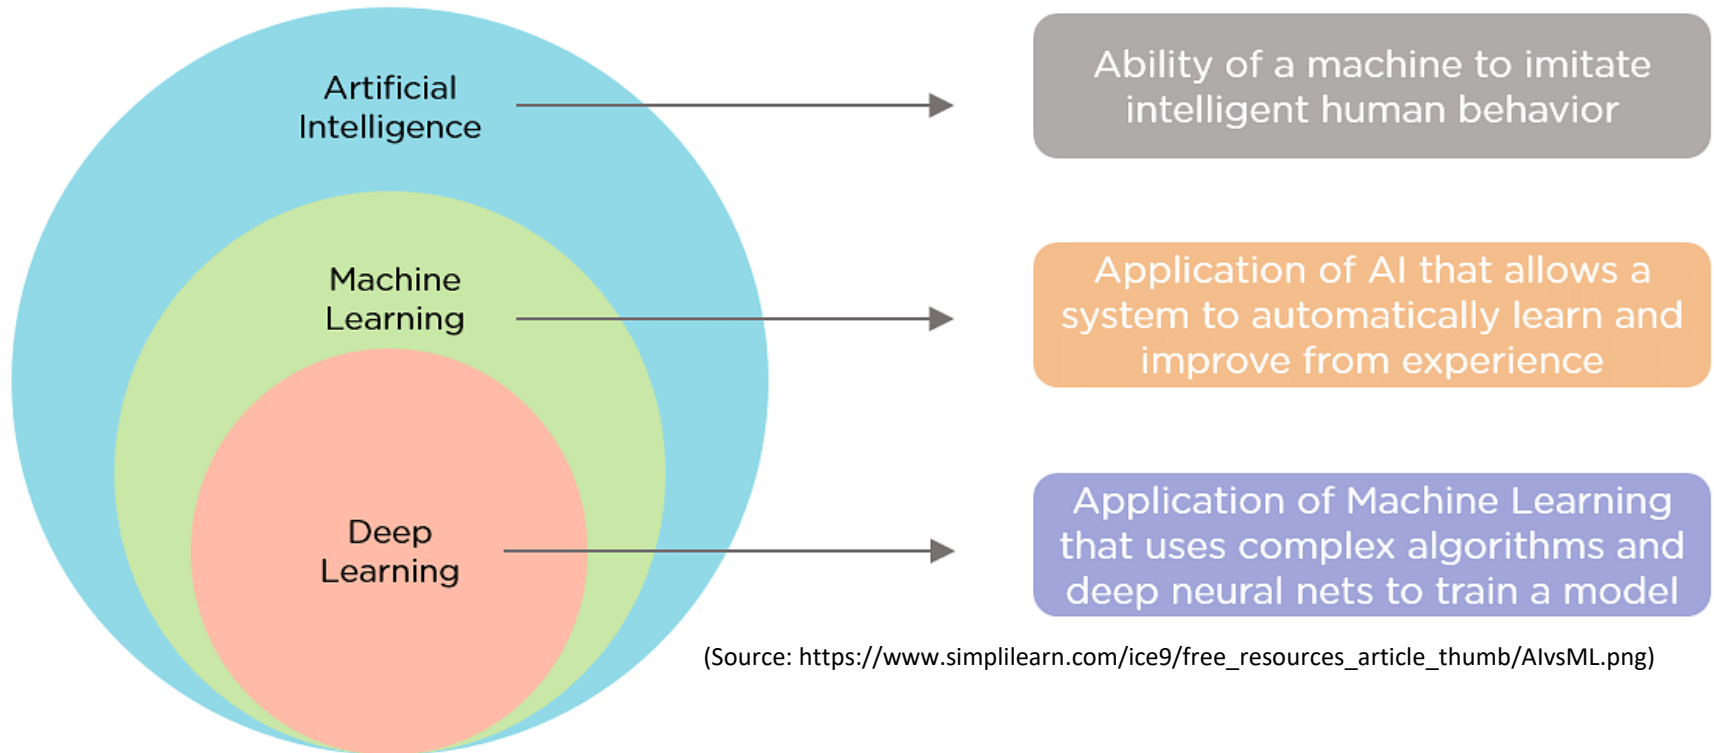 Artificial
Intelligence
Ability of a machine to imitate
intelligent human behavior
Machine
Learning
Application of AI that allows a
system to automatically learn and
improve from experience
Deep
Learning
Application of Machine Learning
that uses complex algorithms and
deep neural nets to train a model
(Source: https://www.simplilearn.com/ice9/free_resources_article_thumb/AIvsML.png)